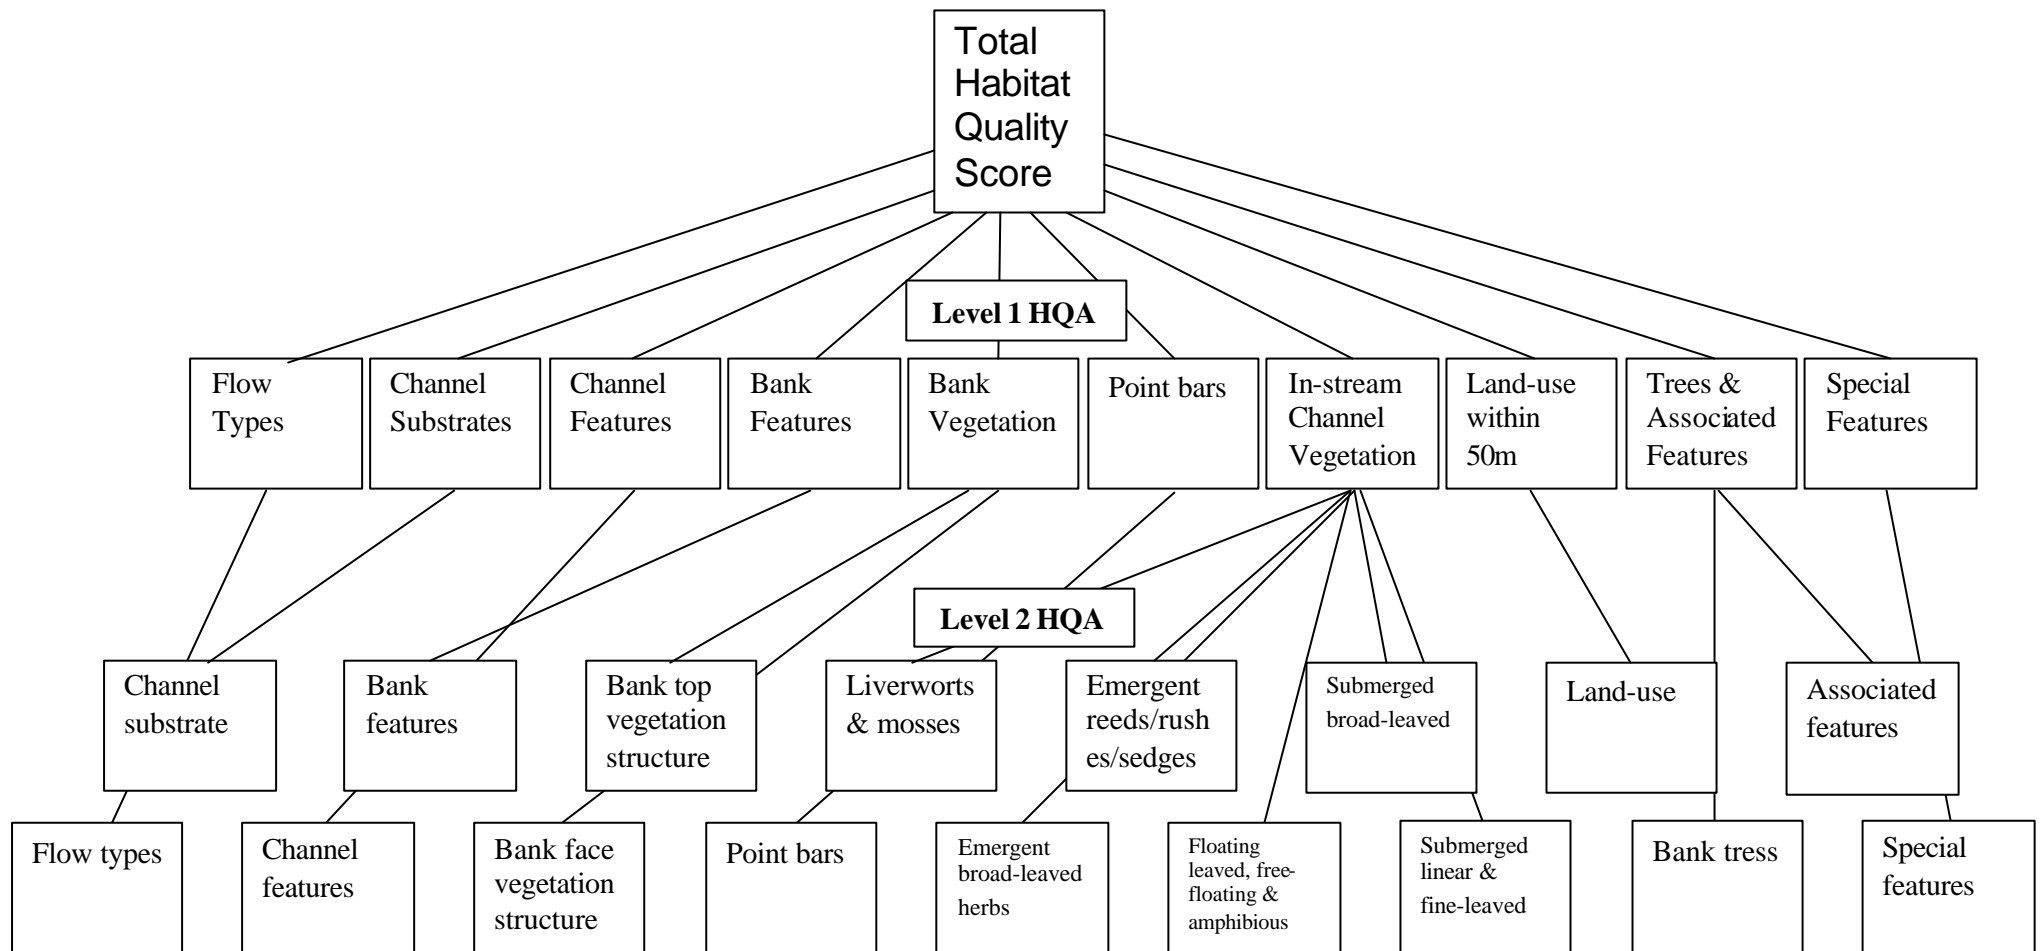 Total
Habitat
Quality
Score
Level 1 HQA
Flow
Types
Channel
Substrates
Channel
Features
Bank
Features
Bank
Vegetation
Point bars
In-stream
Channel
Vegetation
Land-use
within
50m
Trees &
Associated
Features
Special
Features
Level 2 HQA
Channel
substrate
Bank
features
Bank top
vegetation
structure
Liverworts
& mosses
Emergent
reeds/rush
es/sedges
Submerged
broad-leaved
Land-use
Associated
features
Flow types
Channel
features
Bank face
vegetation
structure
Point bars
Emergent
broad-leaved
herbs
Floating
leaved, free-
floating &
amphibious
Submerged
linear &
fine-leaved
Bank tress
Special
features